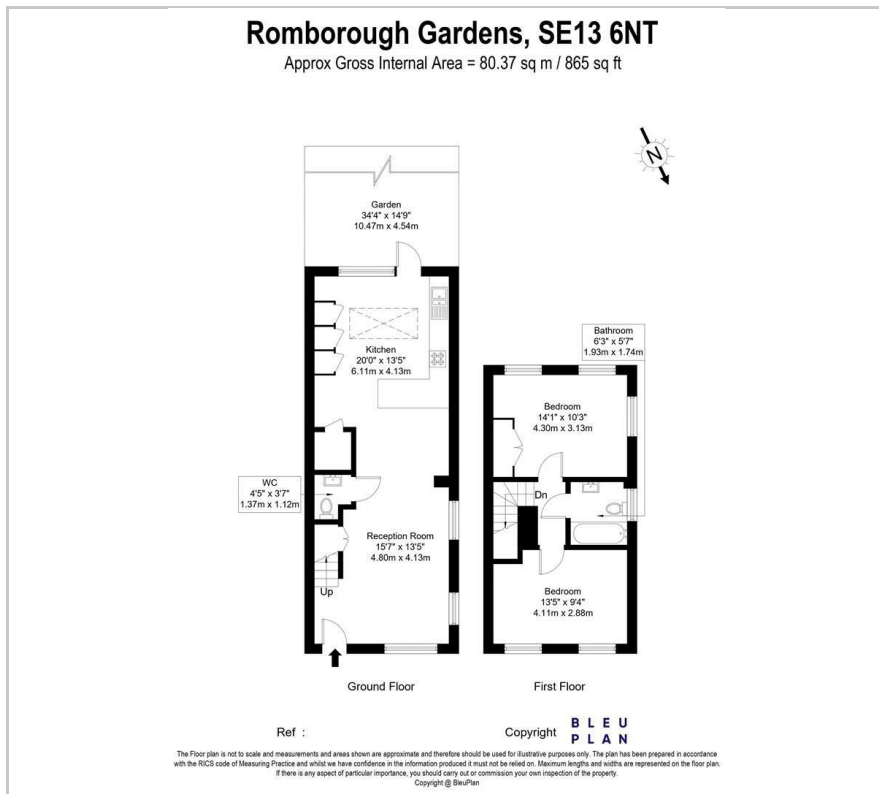 Romborough Gardens, SE13 6NT
Approx Gross Internal Area = 80.37 sq m / 865 sq ft
N
Garden
34'4" x 14'9"
10.47m x 4.54m
Kitchen
20'0" x 13'5"
6.11m x 4.13m
WC
4'5" x 3'7"
1.37m x 1.12m
Reception Room
15'7" x 13'5"
4.80m x 4.13m
Up
Ground Floor
Bathroom
6'3" x 5'7"
1.93m x 1.74m
Bedroom
14'1" x 10'3"
4.30m x 3.13m
Dn
Bedroom
13'5" x 9'4"
4.11m x 2.88m
First Floor
Ref :
Copyright
BLEU
PLAN
The Floor plan is not to scale and measurements and areas shown are approximate and therefore should be used for illustrative purposes only. The plan has been prepared in accordance
with the RICS code of Measuring Practice and whilst we have confidence in the information produced it must not be relied on. Maximum lengths and widths are represented on the floor plan.
If there is any aspect of particular importance, you should carry out or commission your own inspection of the property.
Copyright @ BleuPlan